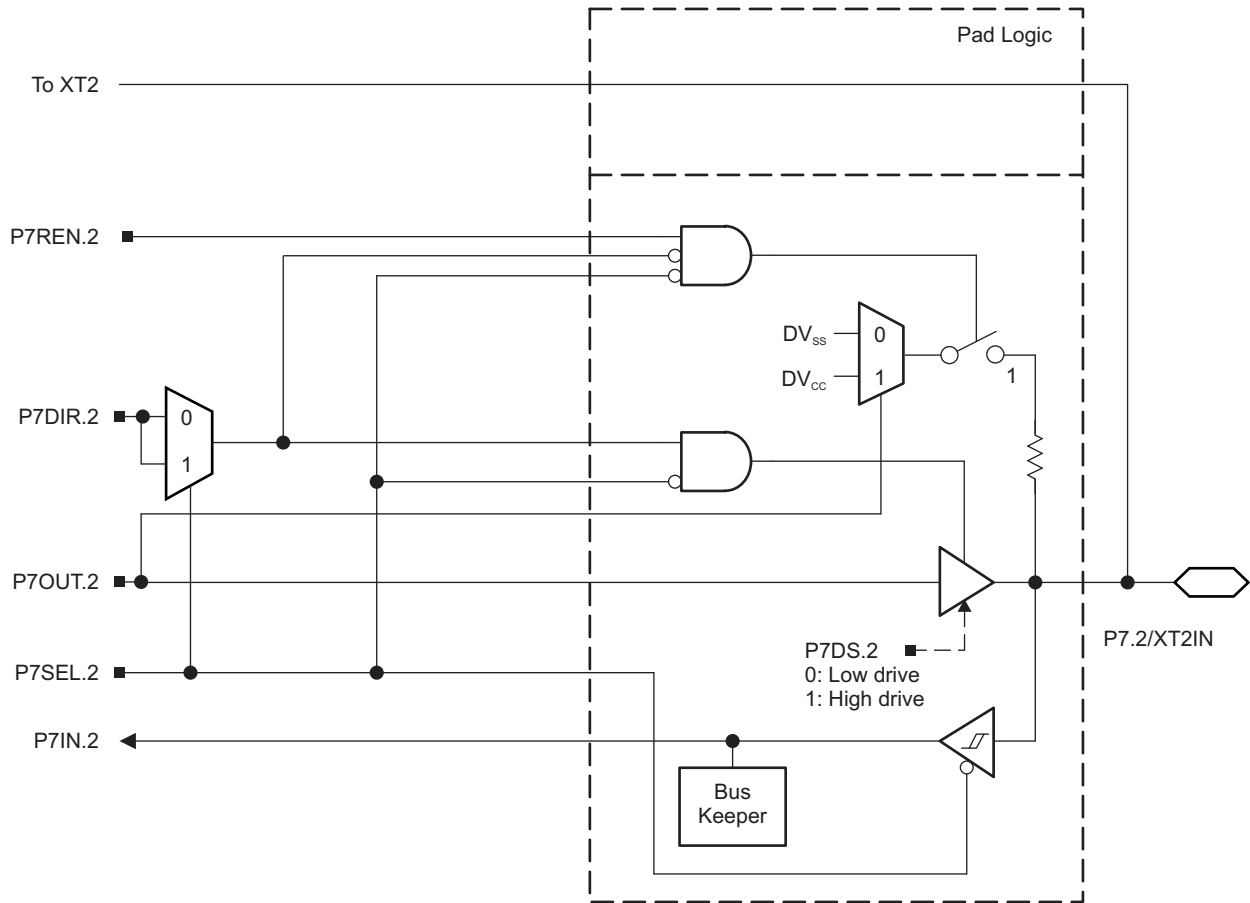 Pad Logic
To XT2
P7REN.2
DVSS
0
DVCC
1
1
P7DIR.2
0
1
P7OUT.2
P7DS.2
0: Low drive
1: High drive
P7.2/XT2IN
P7SEL.2
P7IN.2
Bus
Keeper